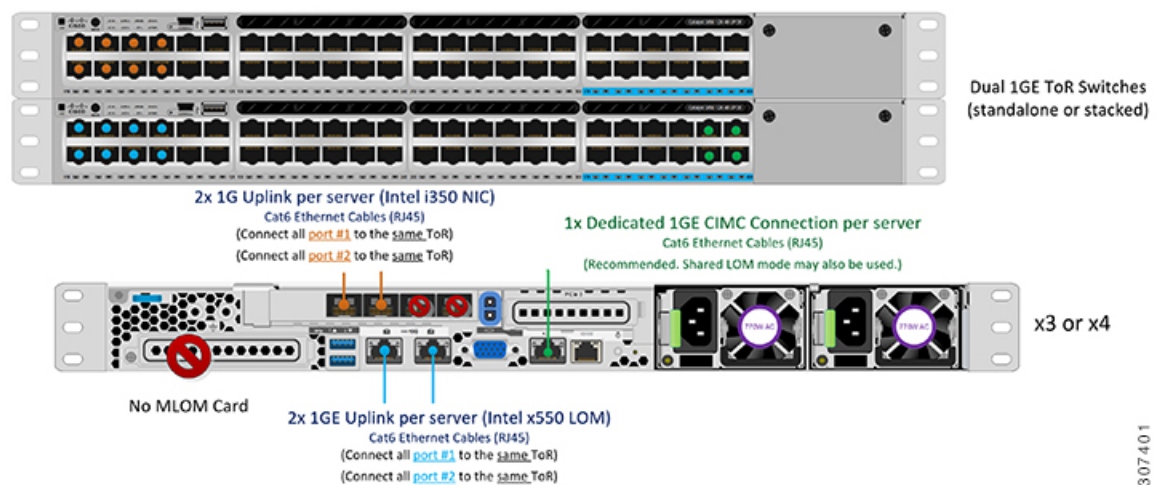 Dual 1GE ToR Switches
(standalone or stacked)
2x 1G Uplink per server (Intel i350 NIC)
Cat6 Ethernet Cables (RJ45)
(Connect all port #1 to the same ToR)
(Connect all port #2 to the same ToR)
1x Dedicated 1GE CIMC Connection per server
Cat6 Ethernet Cables (RJ45)
(Recommended. Shared LOM mode may also be used.)
770W AC
770W AC
x3 or x4
No MLOM Card
2x 1GE Uplink per server (Intel x550 LOM)
Cat6 Ethernet Cables (RJ45)
(Connect all port #1 to the same ToR)
(Connect all port #2 to the same ToR)
307401